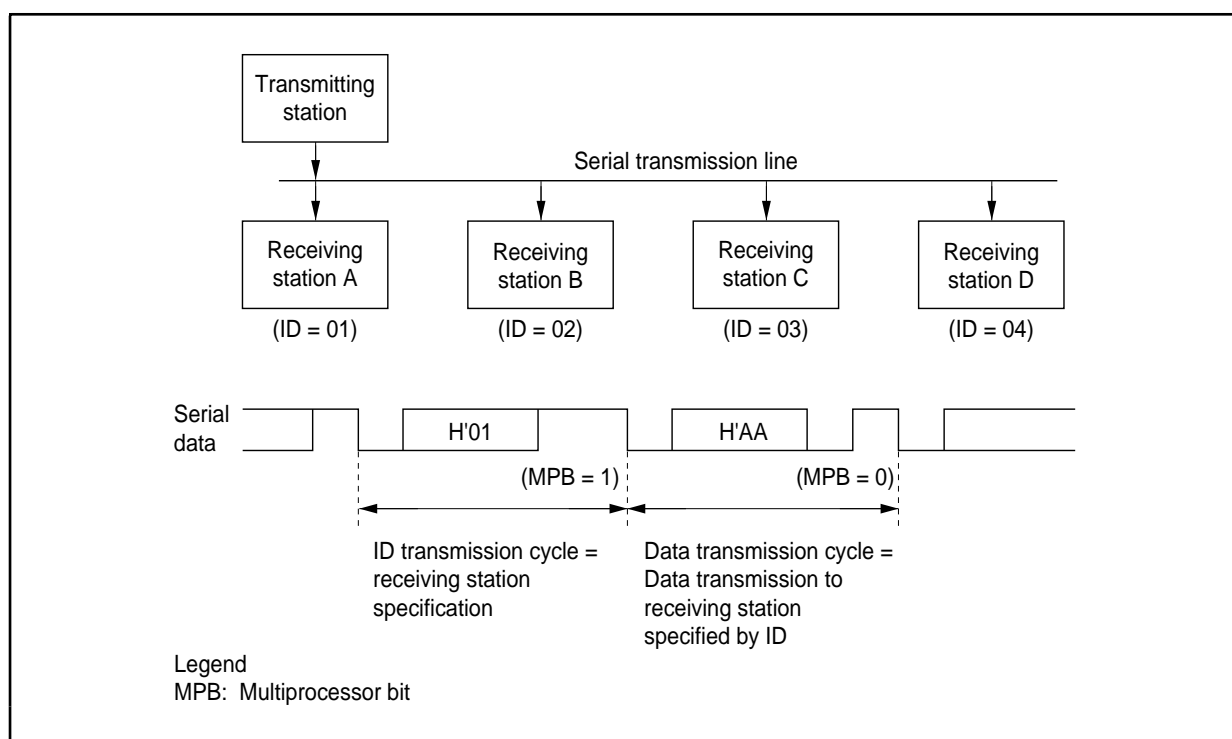 Transmitting
station
Serial transmission line
Receiving
station A
Receiving
station B
Receiving
station C
Receiving
station D
(ID = 01)
(ID = 02)
(ID = 03)
(ID = 04)
Serial
data
H'01
H'AA
(MPB = 1)
(MPB = 0)
ID transmission cycle =
receiving station
specification
Data transmission cycle =
Data transmission to
receiving station
specified by ID
Legend
MPB: Multiprocessor bit